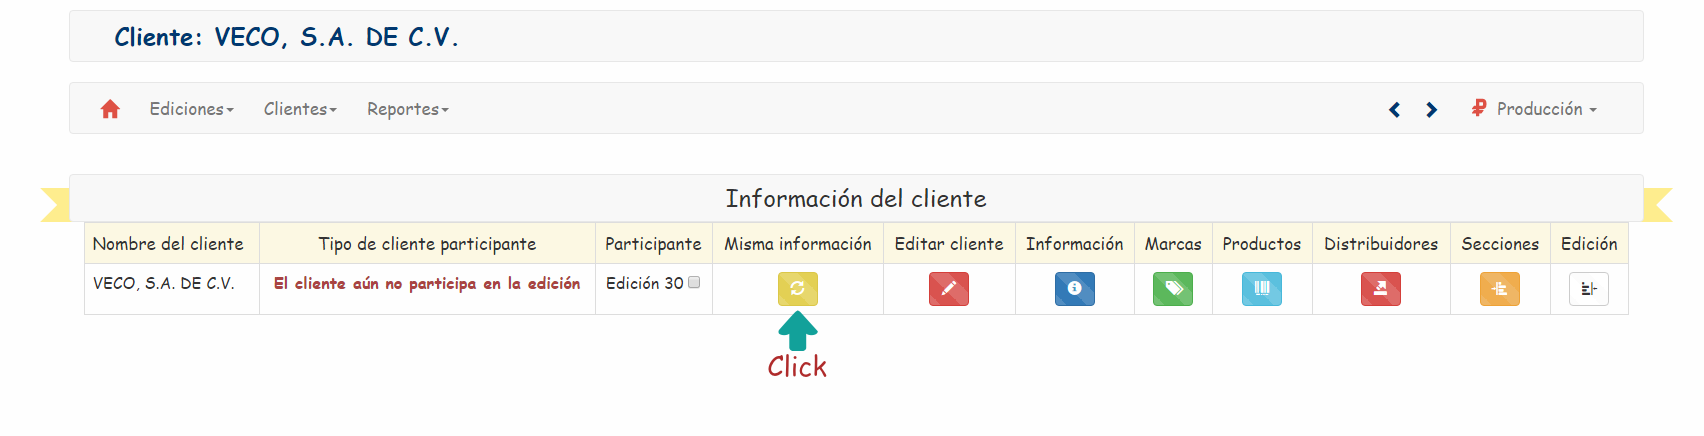 Cliente: VECO, S.A. DE C.V.
Ediciones Clientes Reportes Producción
Información del cliente
Nombre del cliente Tipo de cliente participante Participante Misma información Editar cliente Información Marcas Productos Distribuidores Secciones Edición
VECO, S.A. DE C.V. El cliente aún no participa en la edición Edición 30
Click